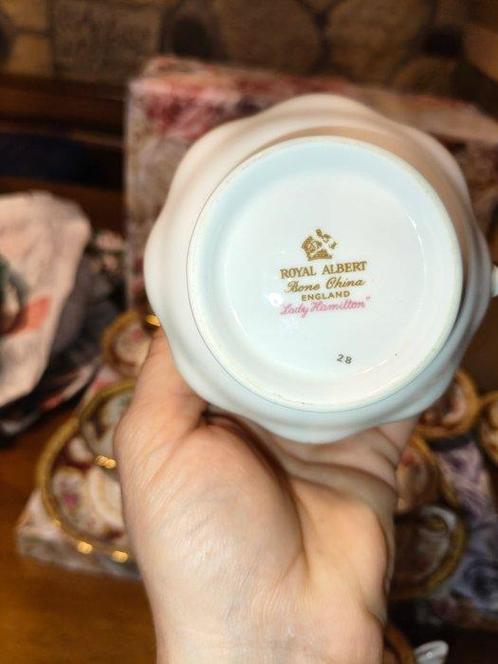 ROYAL ALBERT
Bone China
ENGLAND
"Lady Hamilton"
28